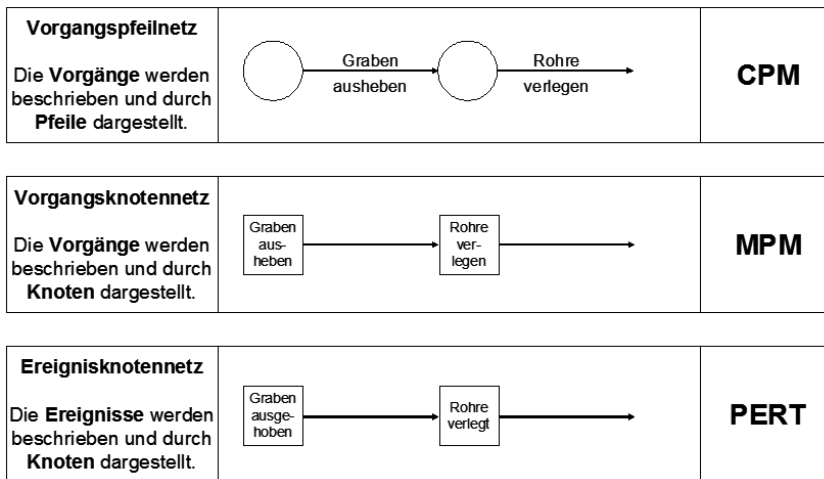 Vorgangspfeilnetz
Die Vorgänge werden
beschrieben und durch
Pfeile dargestellt.
Graben
ausheben
Rohre
verlegen
CPM
Vorgangsknotennetz
Die Vorgänge werden
beschrieben und durch
Knoten dargestellt.
Graben
aus-
heben
Rohre
ver-
legen
MPM
Ereignisknotennetz
Die Ereignisse werden
beschrieben und durch
Knoten dargestellt.
Graben
ausge-
hoben
Rohre
verlegt
PERT